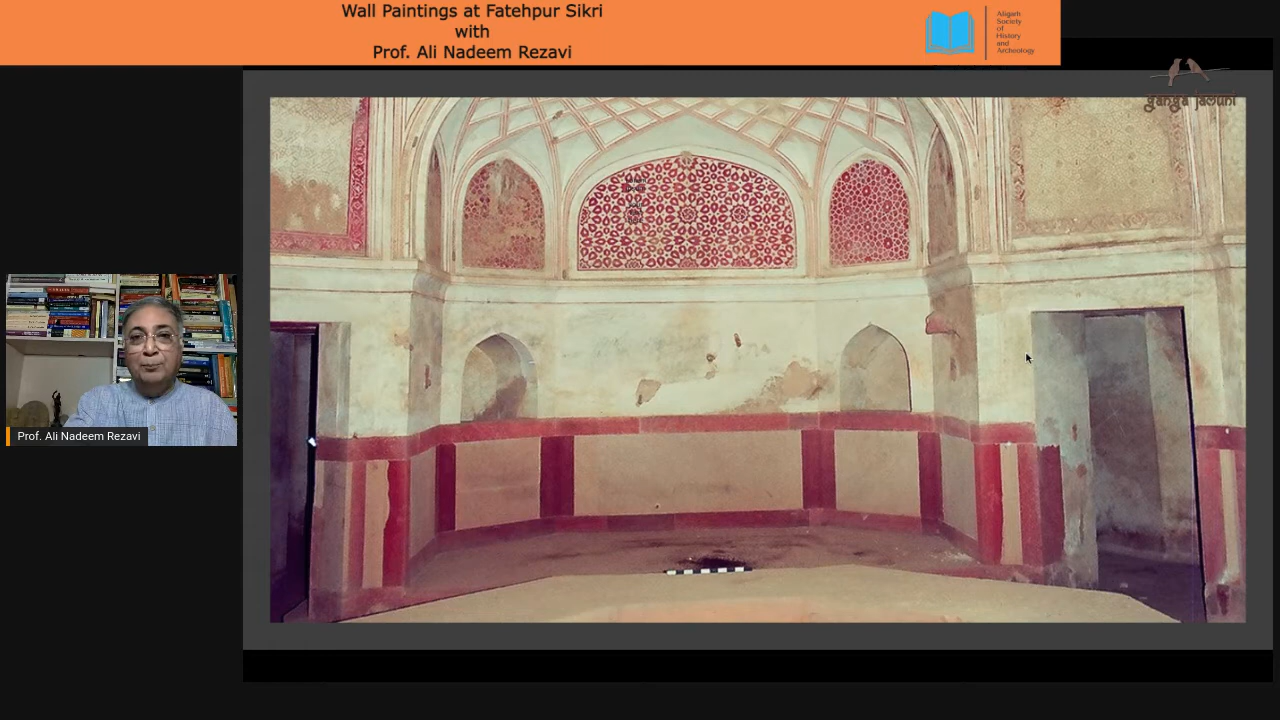 Wall Paintings at Fatehpur Sikri
with
Prof. Ali Nadeem Rezavi
Aligarh
Society
of
History
and
Archeology
ganga jamuni
Prof. Ali Nadeem Rezavi